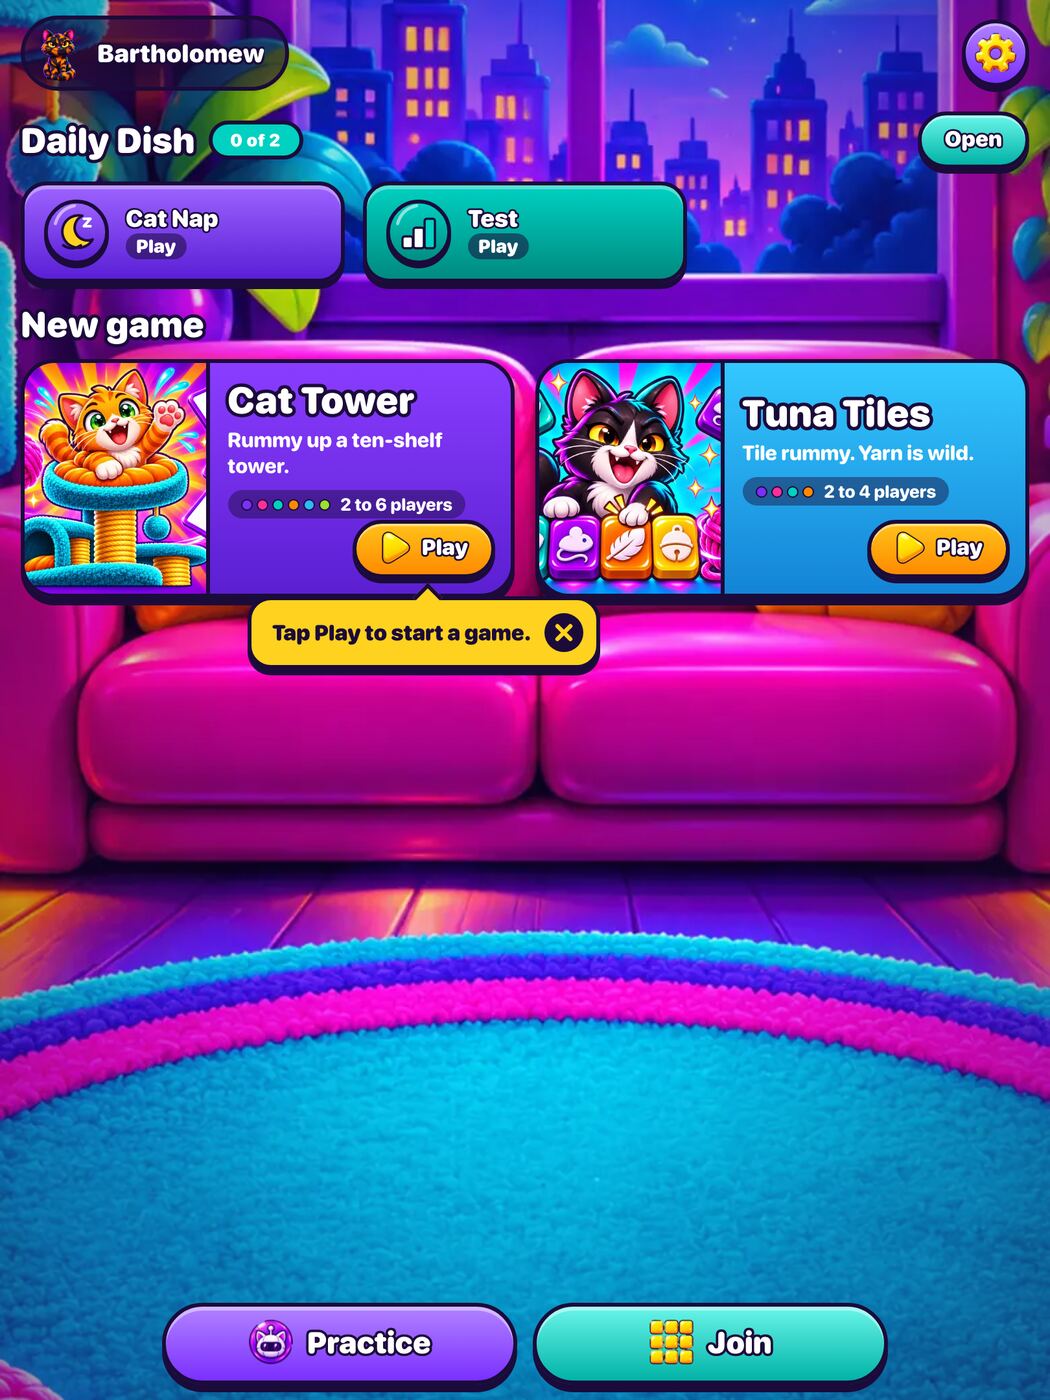 Bartholomew
Daily Dish
0 of 2
Open
Cat Nap
Play
Test
Play
New game
Cat Tower
Rummy up a ten-shelf
tower.
2 to 6 players
Play
Tuna Tiles
Tile rummy. Yarn is wild.
2 to 4 players
Play
Tap Play to start a game.
Practice
Join